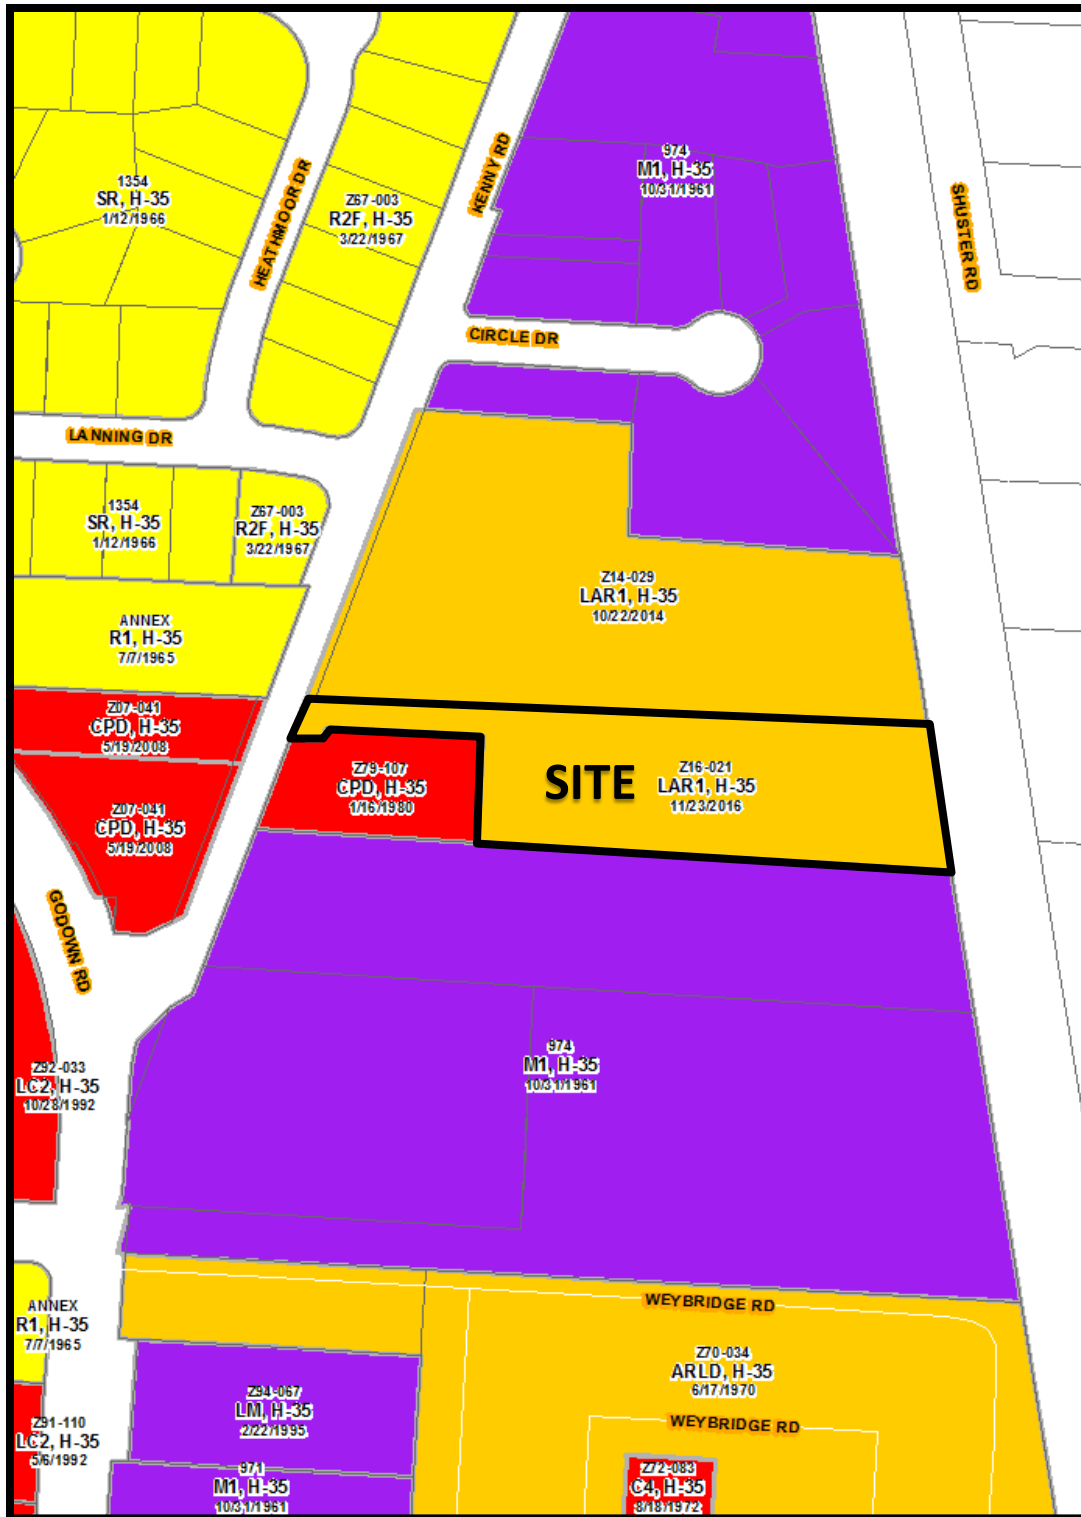 974
M1, H-35
10/31/1961
1354
SR, H-35
1/12/1966
Z67-003
R2F, H-35
3/22/1967
HEATHMOOR DR
KENNY RD
SHUSTER RD
CIRCLE DR
LANNING DR
1354
SR, H-35
1/12/1966
Z67-003
R2F, H-35
3/22/1967
Z14-029
LAR1, H-35
10/22/2014
ANNEX
R1, H-35
7/7/1965
Z07-041
CPD, H-35
5/19/2008
Z79-107
CPD, H-35
1/16/1980
SITE
Z16-021
LAR1, H-35
11/23/2016
Z07-041
CPD, H-35
5/19/2008
GODOWN RD
974
M1, H-35
10/31/1961
Z92-033
LC2, H-35
10/28/1992
WEYBRIDGE RD
ANNEX
R1, H-35
7/7/1965
Z70-034
ARLD, H-35
6/17/1970
Z94-067
LM, H-35
2/22/1995
WEYBRIDGE RD
Z91-110
LC2, H-35
5/6/1992
971
M1, H-35
10/31/1961
Z72-083
C4, H-35
8/18/1972